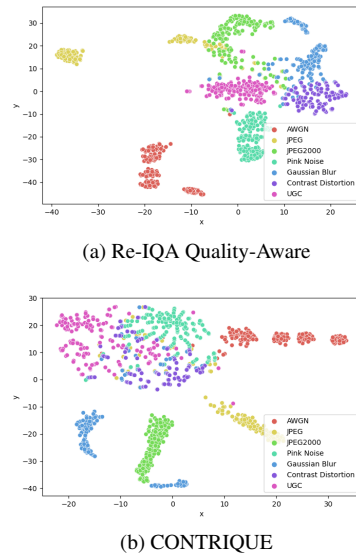 30
20
10
0
−10
−20
−30
−40
y
−40 −30 −20 −10 0 10 20
x
AWGN
JPEG
JPEG2000
Pink Noise
Gaussian Blur
Contrast Distortion
UGC
(a) Re-IQA Quality-Aware
30
20
10
0
−10
−20
−30
−40
y
−20 −10 0 10 20 30
x
AWGN
JPEG
JPEG2000
Pink Noise
Gaussian Blur
Contrast Distortion
UGC
(b) CONTRIQUE